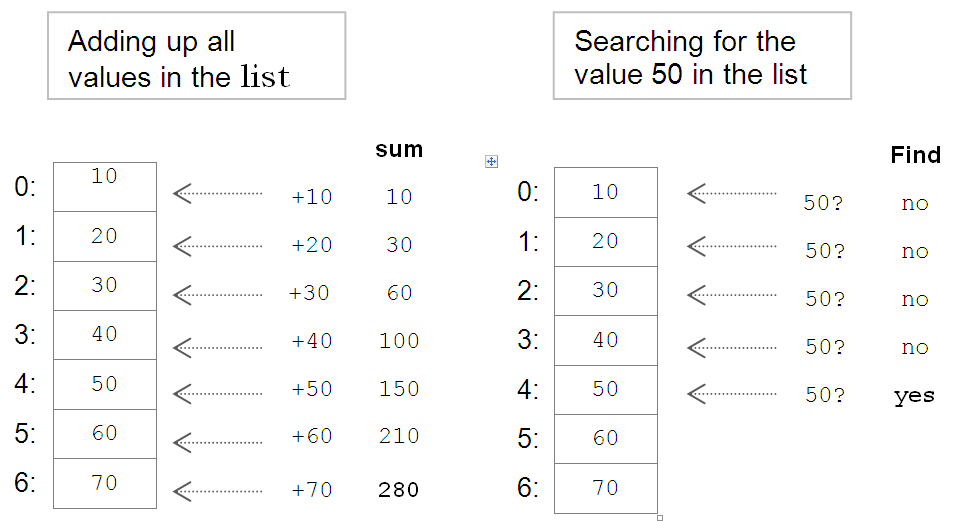 Adding up all
values in the list
sum
0: 10 +10 10
1: 20 +20 30
2: 30 +30 60
3: 40 +40 100
4: 50 +50 150
5: 60 +60 210
6: 70 +70 280
Searching for the
value 50 in the list
Find
0: 10 50? no
1: 20 50? no
2: 30 50? no
3: 40 50? no
4: 50 50? yes
5: 60
6: 70